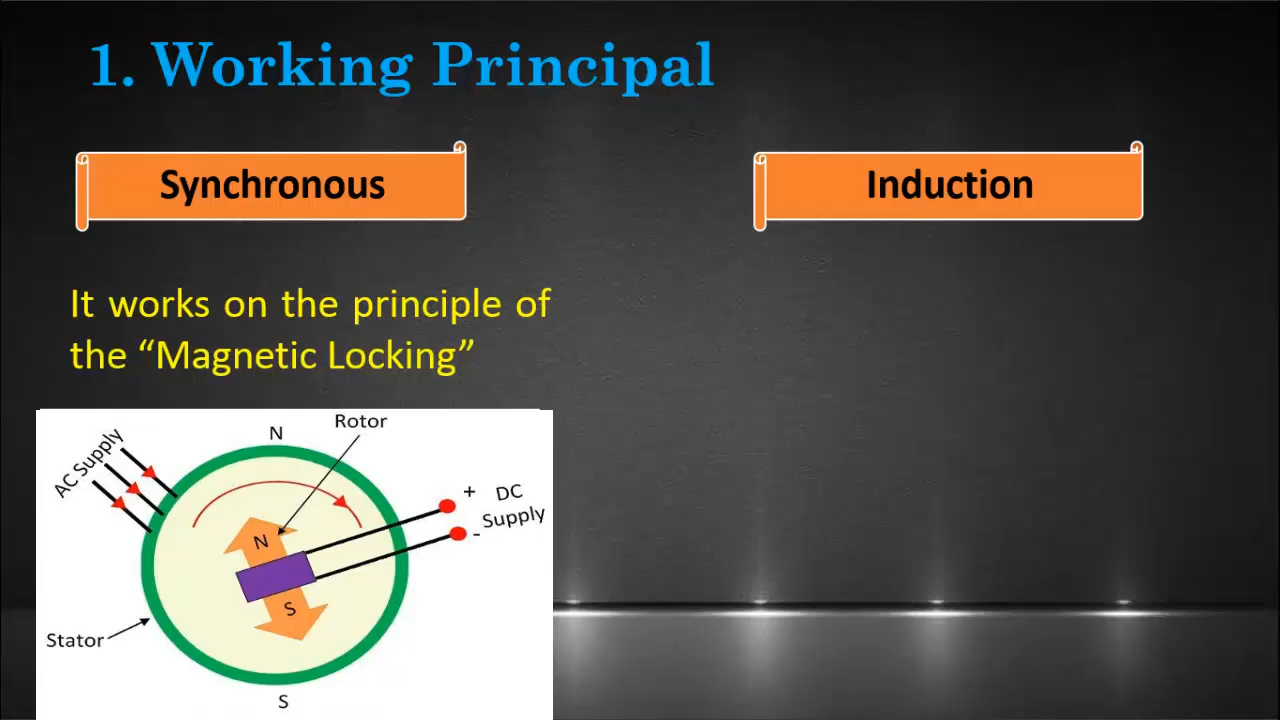 1. Working Principal
Synchronous
Induction
It works on the principle of
the “Magnetic Locking”
Rotor
N
AC Supply
+
DC
Supply
-
N
S
Stator
S